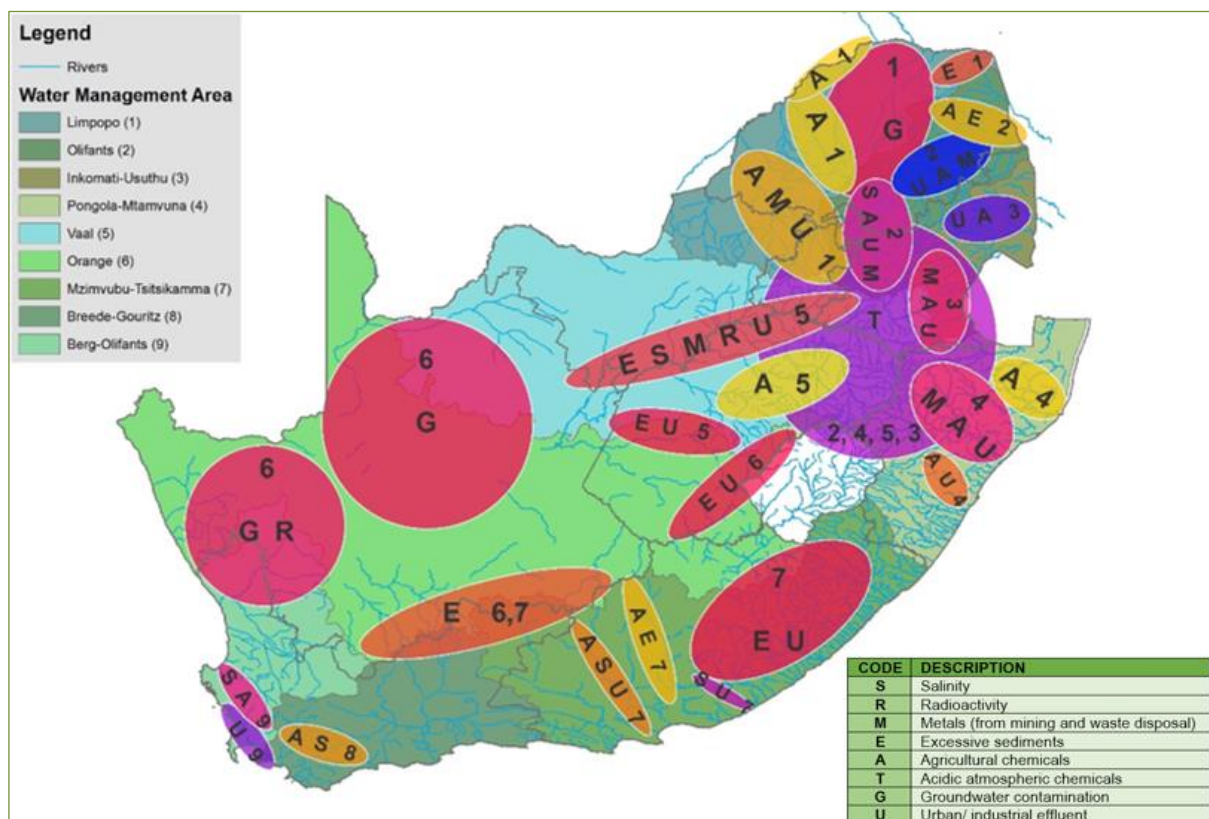 Legend
Rivers
Water Management Area
Limpopo (1)
Olifants (2)
Inkomati-Usuthu (3)
Pongola-Mtamvuna (4)
Vaal (5)
Orange (6)
Mzimvubu-Tsitsikamma (7)
Breede-Gouritz (8)
Berg-Olifants (9)
A 1
1
G
E 1
A 1
A E 2
2
U A M
A M U 1
2
S A U M
U A 3
3
M A U
E S M R U 5
T
A 5
A 4
4
M A U
6
G
E U 5
2, 4, 5, 3
E U 6
A U 4
6
G R
7
E U
E 6,7
A E 7
A S U 7
S U 7
S A 9
U 9
A S 8
CODE DESCRIPTION
S Salinity
R Radioactivity
M Metals (from mining and waste disposal)
E Excessive sediments
A Agricultural chemicals
T Acidic atmospheric chemicals
G Groundwater contamination
U Urban/ industrial effluent